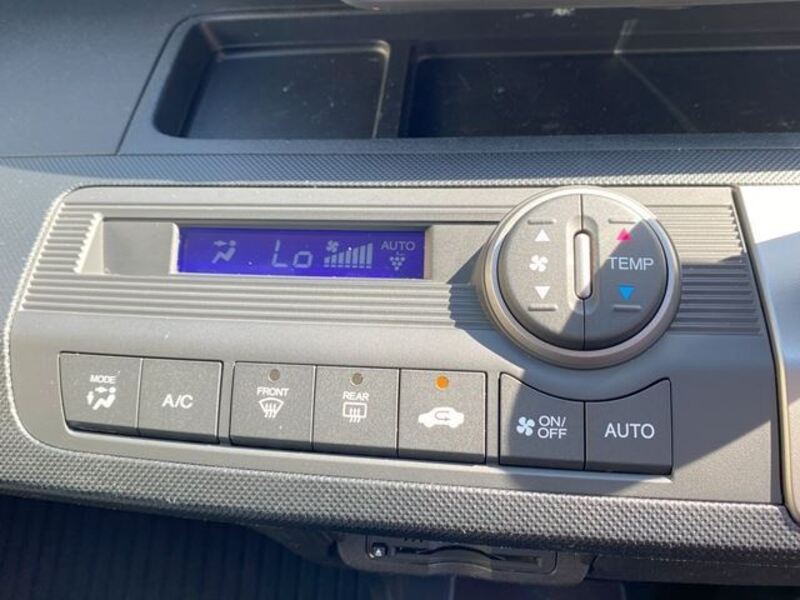 Lo AUTO
TEMP
MODE
A/C
FRONT
REAR
ON/
OFF
AUTO